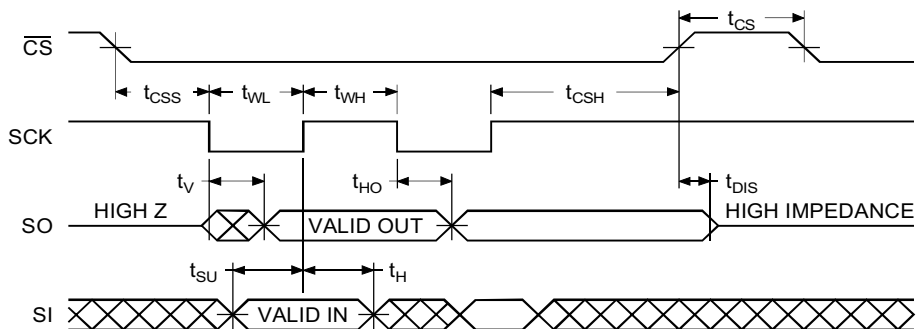 CS
tCS
tCSS
tWL
tWH
tCSH
SCK
tV
tHO
tDIS
HIGH Z
VALID OUT
HIGH IMPEDANCE
SO
tSU
tH
VALID IN
SI